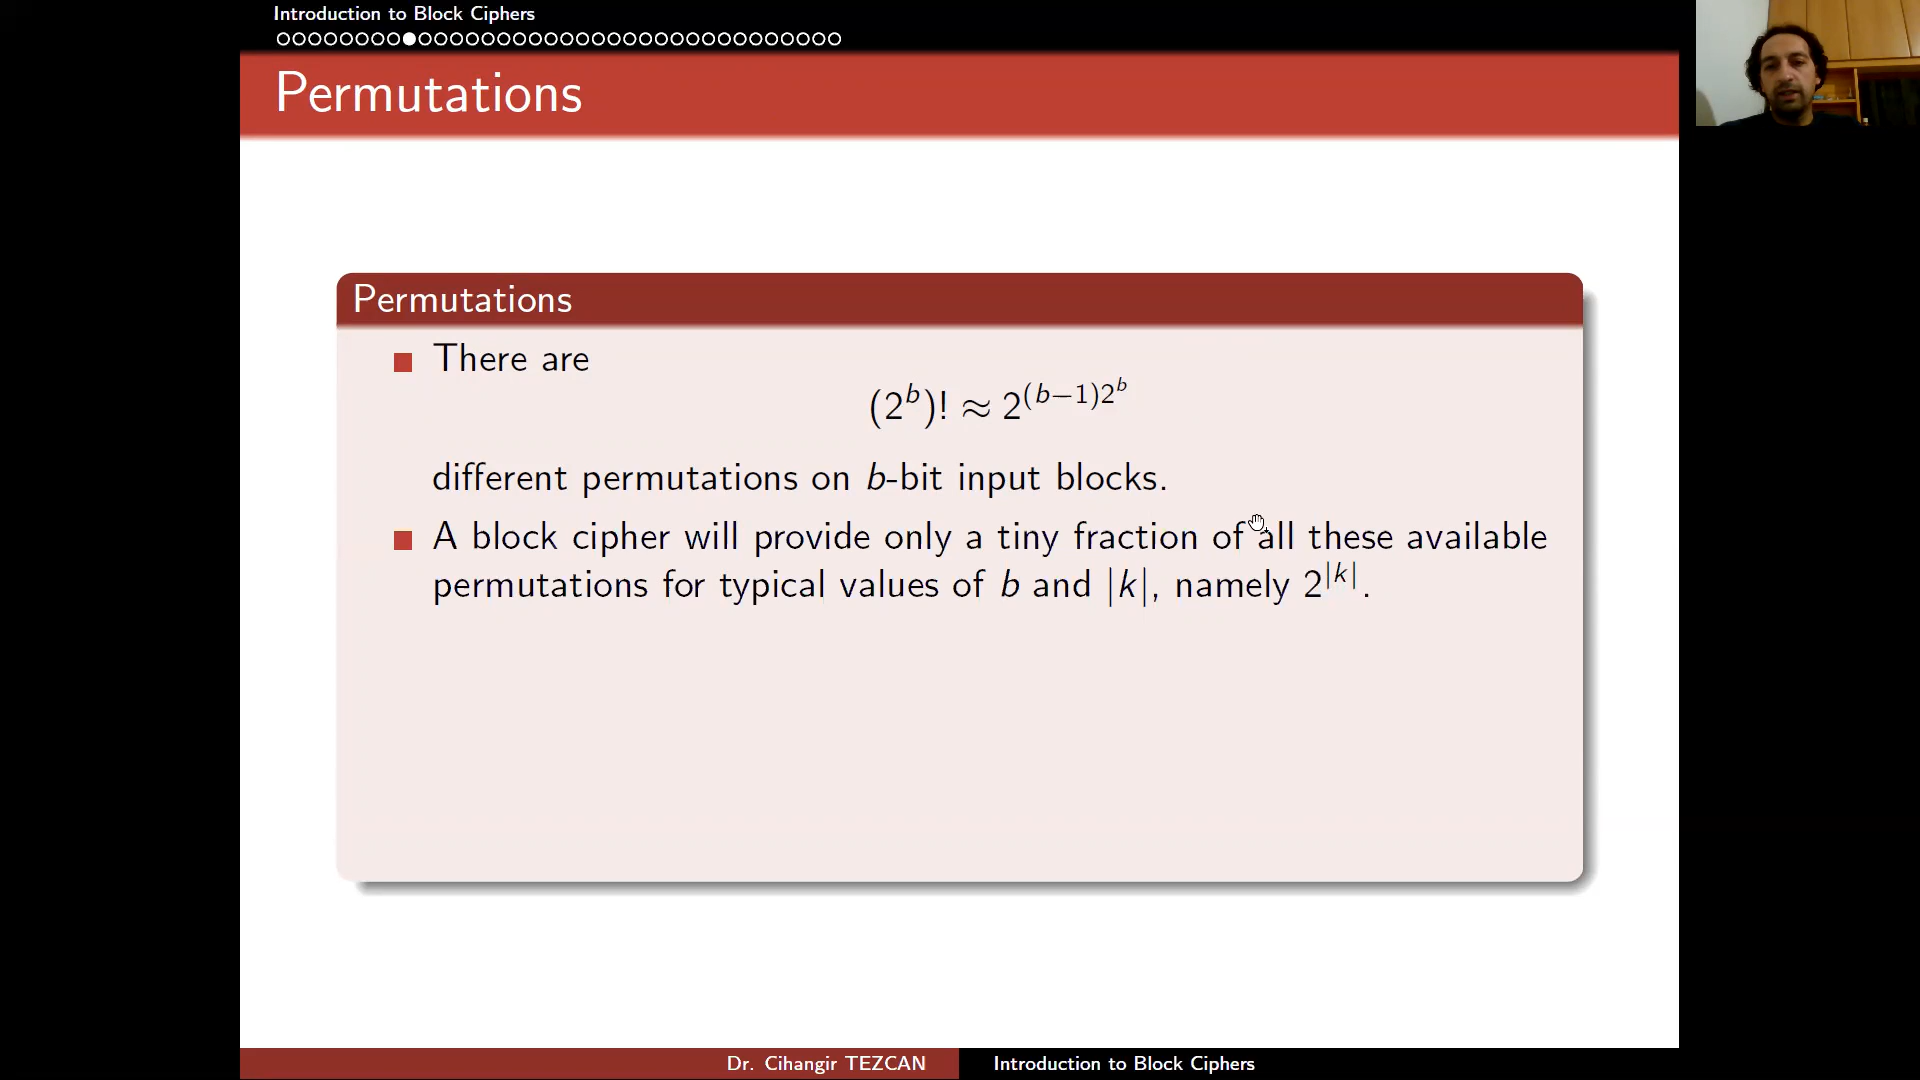 Introduction to Block Ciphers
Permutations
Permutations
There are
(2^b)! ≈ 2^{(b−1)2^b}
different permutations on b-bit input blocks.
A block cipher will provide only a tiny fraction of all these available
permutations for typical values of b and |k|, namely 2^{|k|}.
Dr. Cihangir TEZCAN
Introduction to Block Ciphers